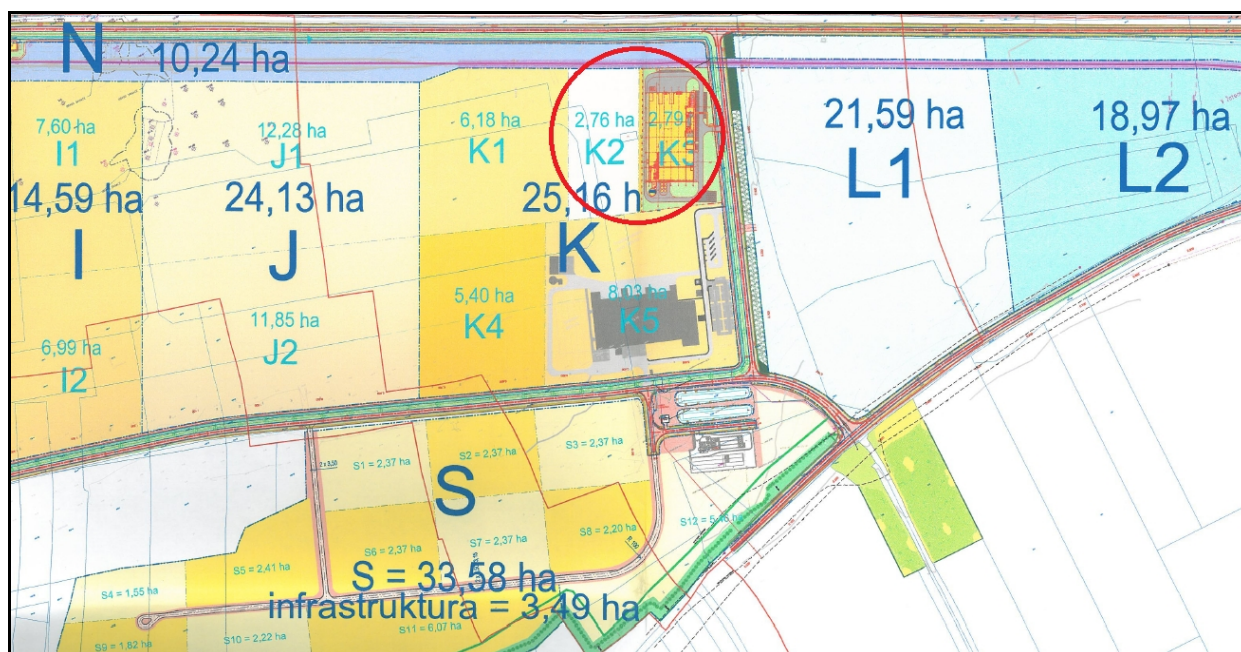 N 10,24 ha
7,60 ha
I1
12,28 ha
J1
6,18 ha
K1
2,76 ha
K2
2,79
K3
21,59 ha
L1
18,97 ha
L2
14,59 ha
I
24,13 ha
J
25,16 h
K
5,40 ha
K4
8,03 ha
K5
11,85 ha
J2
6,99 ha
I2
S1 = 2,37 ha
S2 = 2,37 ha
S3 = 2,37 ha
S
S6 = 2,37 ha
S7 = 2,37 ha
S8 = 2,20 ha
S12 = 5,46 ha
S5 = 2,41 ha
S4 = 1,55 ha
S = 33,58 ha
infrastruktura = 3,49 ha
S9 = 1,82 ha
S10 = 2,22 ha
S11 = 6,07 ha